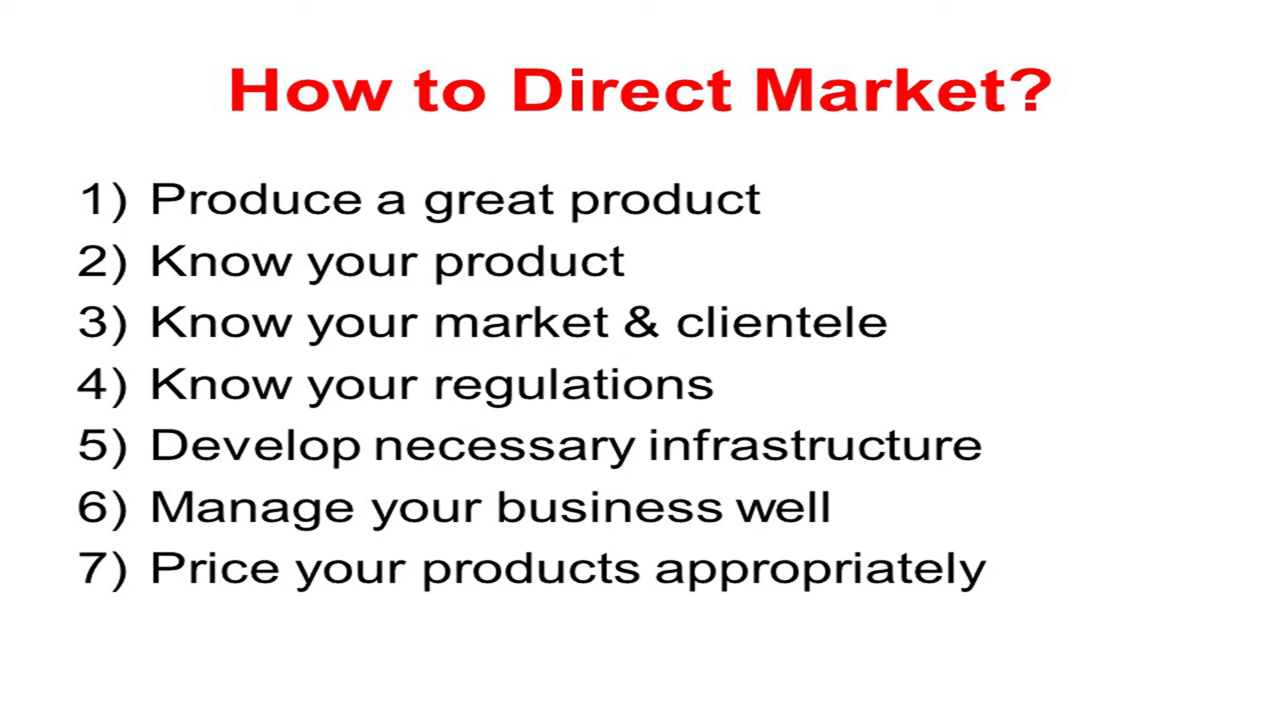 How to Direct Market?
1) Produce a great product
2) Know your product
3) Know your market & clientele
4) Know your regulations
5) Develop necessary infrastructure
6) Manage your business well
7) Price your products appropriately